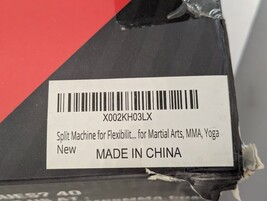 X002KH03LX
Split Machine for Flexibilit... for Martial Arts, MMA, Yoga
New
MADE IN CHINA